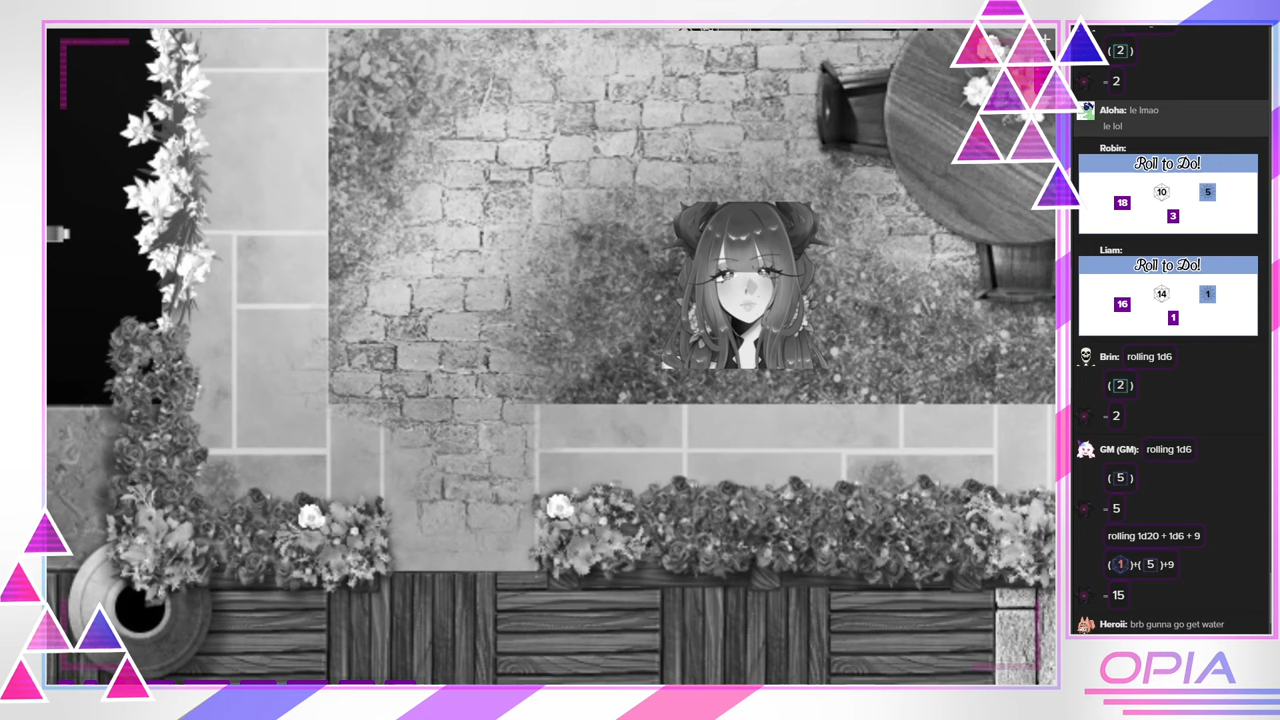 (2)
= 2
Aloha: le lmao
le lol
Robin:
Roll to Do!
10
5
18
3
Liam:
Roll to Do!
14
1
16
1
Brin: rolling 1d6
(2)
= 2
GM (GM): rolling 1d6
(5)
= 5
rolling 1d20 + 1d6 + 9
(1)+(5)+9
= 15
Heroii: brb gunna go get water
OPIA